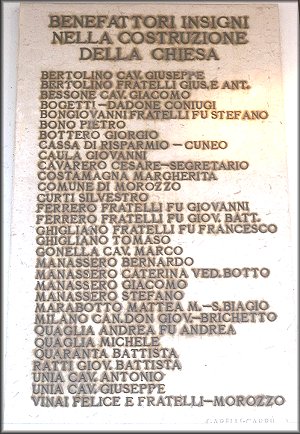 BENEFATTORI INSIGNI
NELLA COSTRUZIONE
DELLA CHIESA
BERTOLINO CAV. GIUSEPPE
BERTOLINO FRATELLI GIUS. E ANT.
BESSONE CAV. GIACOMO
BOGETTI-DADONE CONIUGI
BONGIOVANNI FRATELLI FU STEFANO
BONO PIETRO
BOTTERO GIORGIO
CASSA DI RISPARMIO - CUNEO
CAULA GIOVANNI
CAVARERO CESARE-SEGRETARIO
COSTAMAGNA MARGHERITA
COMUNE DI MOROZZO
CURTI SILVESTRO
FERRERO FRATELLI FU GIOVANNI
FERRERO FRATELLI FU GIOV. BATT.
GHIGLIANO FRATELLI FU FRANCESCO
GHIGLIANO TOMASO
GONELLA CAV. MARCO
MANASSERO BERNARDO
MANASSERO CATERINA VED. BOTTO
MANASSERO GIACOMO
MANASSERO STEFANO
MARABOTTO MATTEA M.-S. BIAGIO
MILANO CAN. DON GIOV.-BRICHETTO
QUAGLIA ANDREA FU ANDREA
QUAGLIA MICHELE
QUARANTA BATTISTA
RATTI GIOV. BATTISTA
UNIA CAV. ANTONIO
UNIA CAV. GIUSEPPE
VINAI FELICE E FRATELLI-MOROZZO